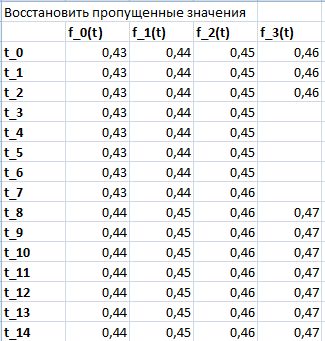 Восстановить пропущенные значения
f_0(t) f_1(t) f_2(t) f_3(t)
t_0 0,43 0,44 0,45 0,46
t_1 0,43 0,44 0,45 0,46
t_2 0,43 0,44 0,45 0,46
t_3 0,43 0,44 0,45
t_4 0,43 0,44 0,45
t_5 0,43 0,44 0,45
t_6 0,43 0,44 0,45
t_7 0,43 0,44 0,46
t_8 0,44 0,45 0,46 0,47
t_9 0,44 0,45 0,46 0,47
t_10 0,44 0,45 0,46 0,47
t_11 0,44 0,45 0,46 0,47
t_12 0,44 0,45 0,46 0,47
t_13 0,44 0,45 0,46 0,47
t_14 0,44 0,45 0,46 0,47